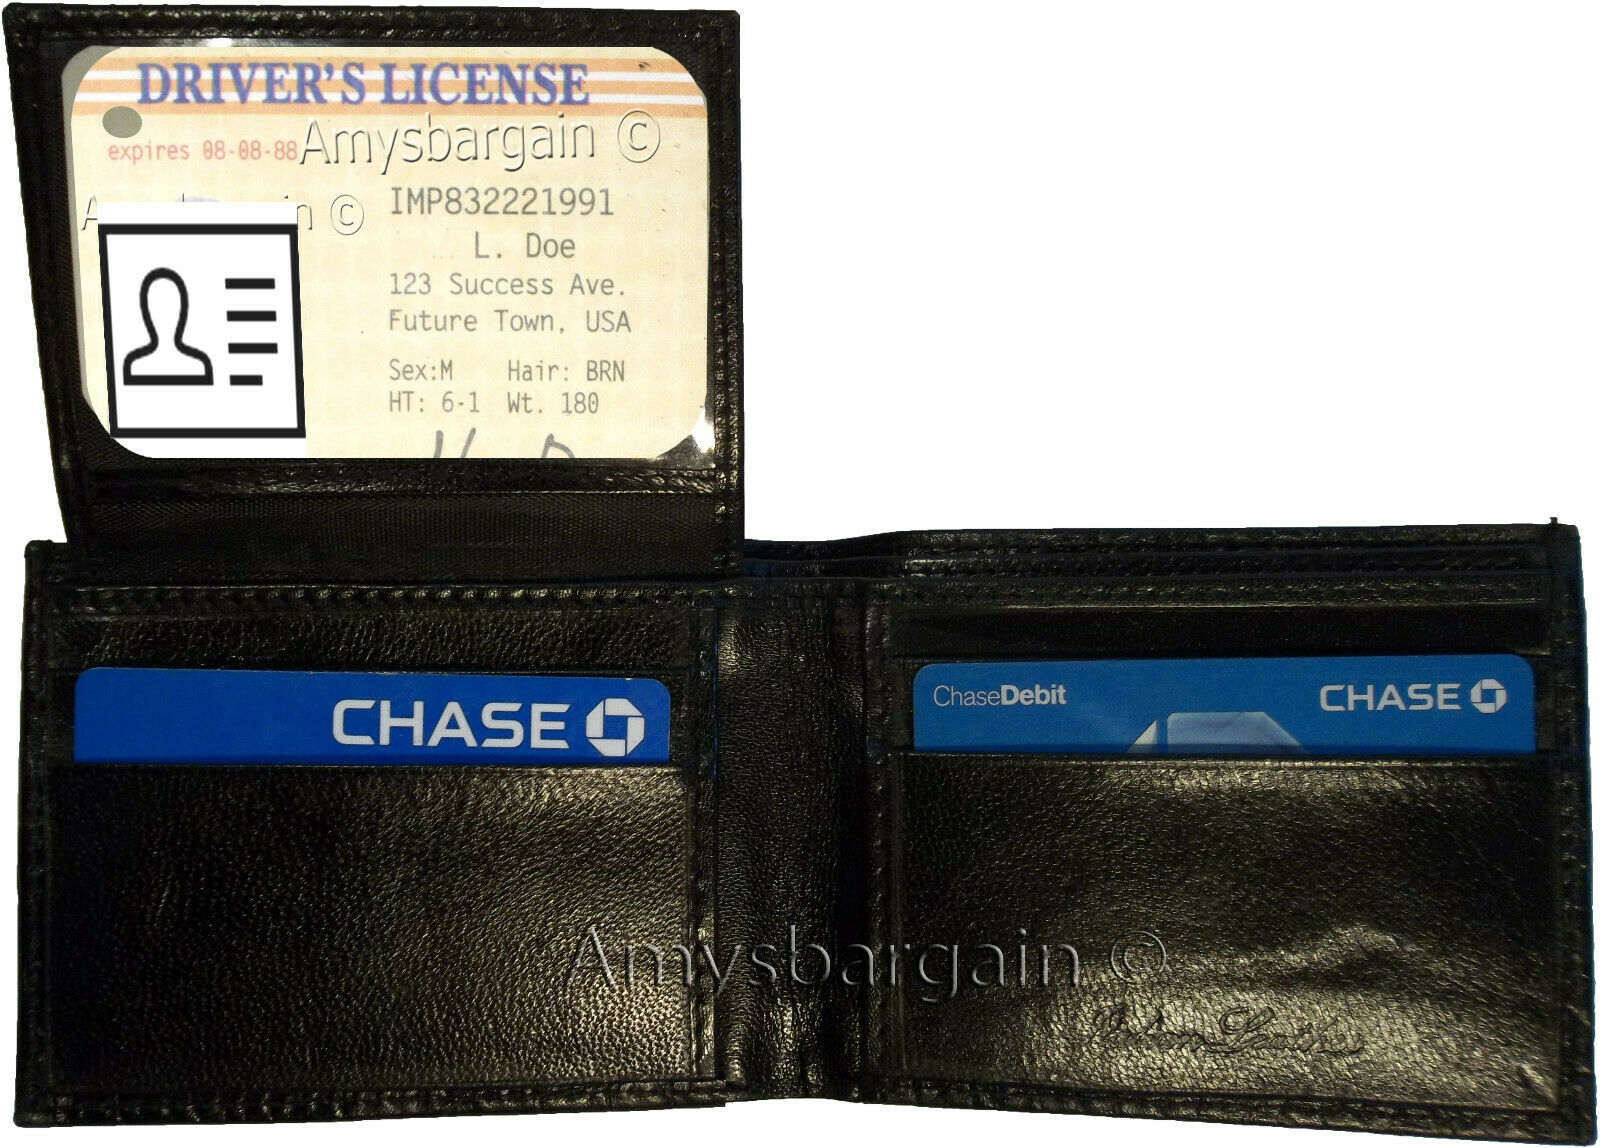 DRIVER'S LICENSE
expires 08-08-88
Amysbargain ©
©
IMP832221991
L. Doe
123 Success Ave.
Future Town, USA
Sex:M Hair: BRN
HT: 6-1 Wt. 180
CHASE
ChaseDebit CHASE
Amysbargain ©
Leather